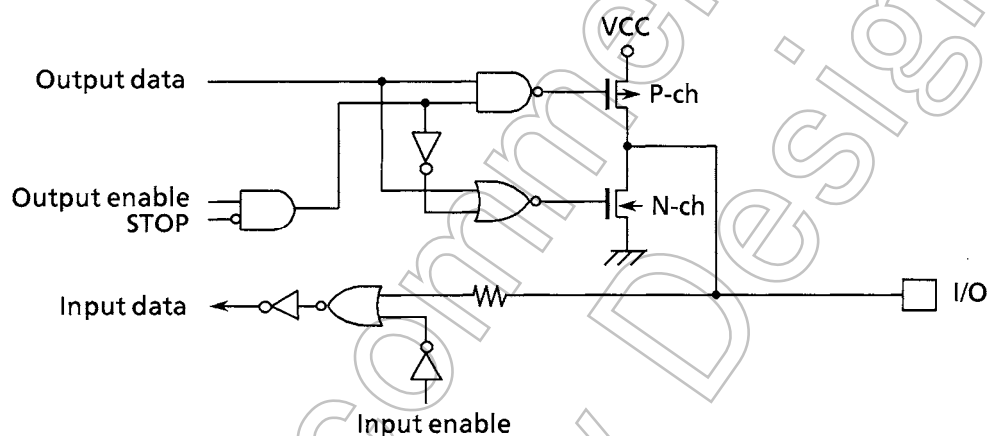 VCC
Output data
P-ch
Output enable
STOP
N-ch
Input data
I/O
Input enable